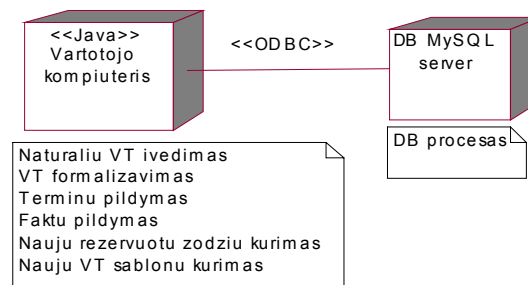 <<Java>>
Vartotojo
kompiuteris
<<ODBC>>
DB MySQL
server
DB procesas
Naturaliu VT ivedimas
VT formalizavimas
Terminu pildymas
Faktu pildymas
Nauju rezervuotu zodziu kurimas
Nauju VT sablonu kurimas